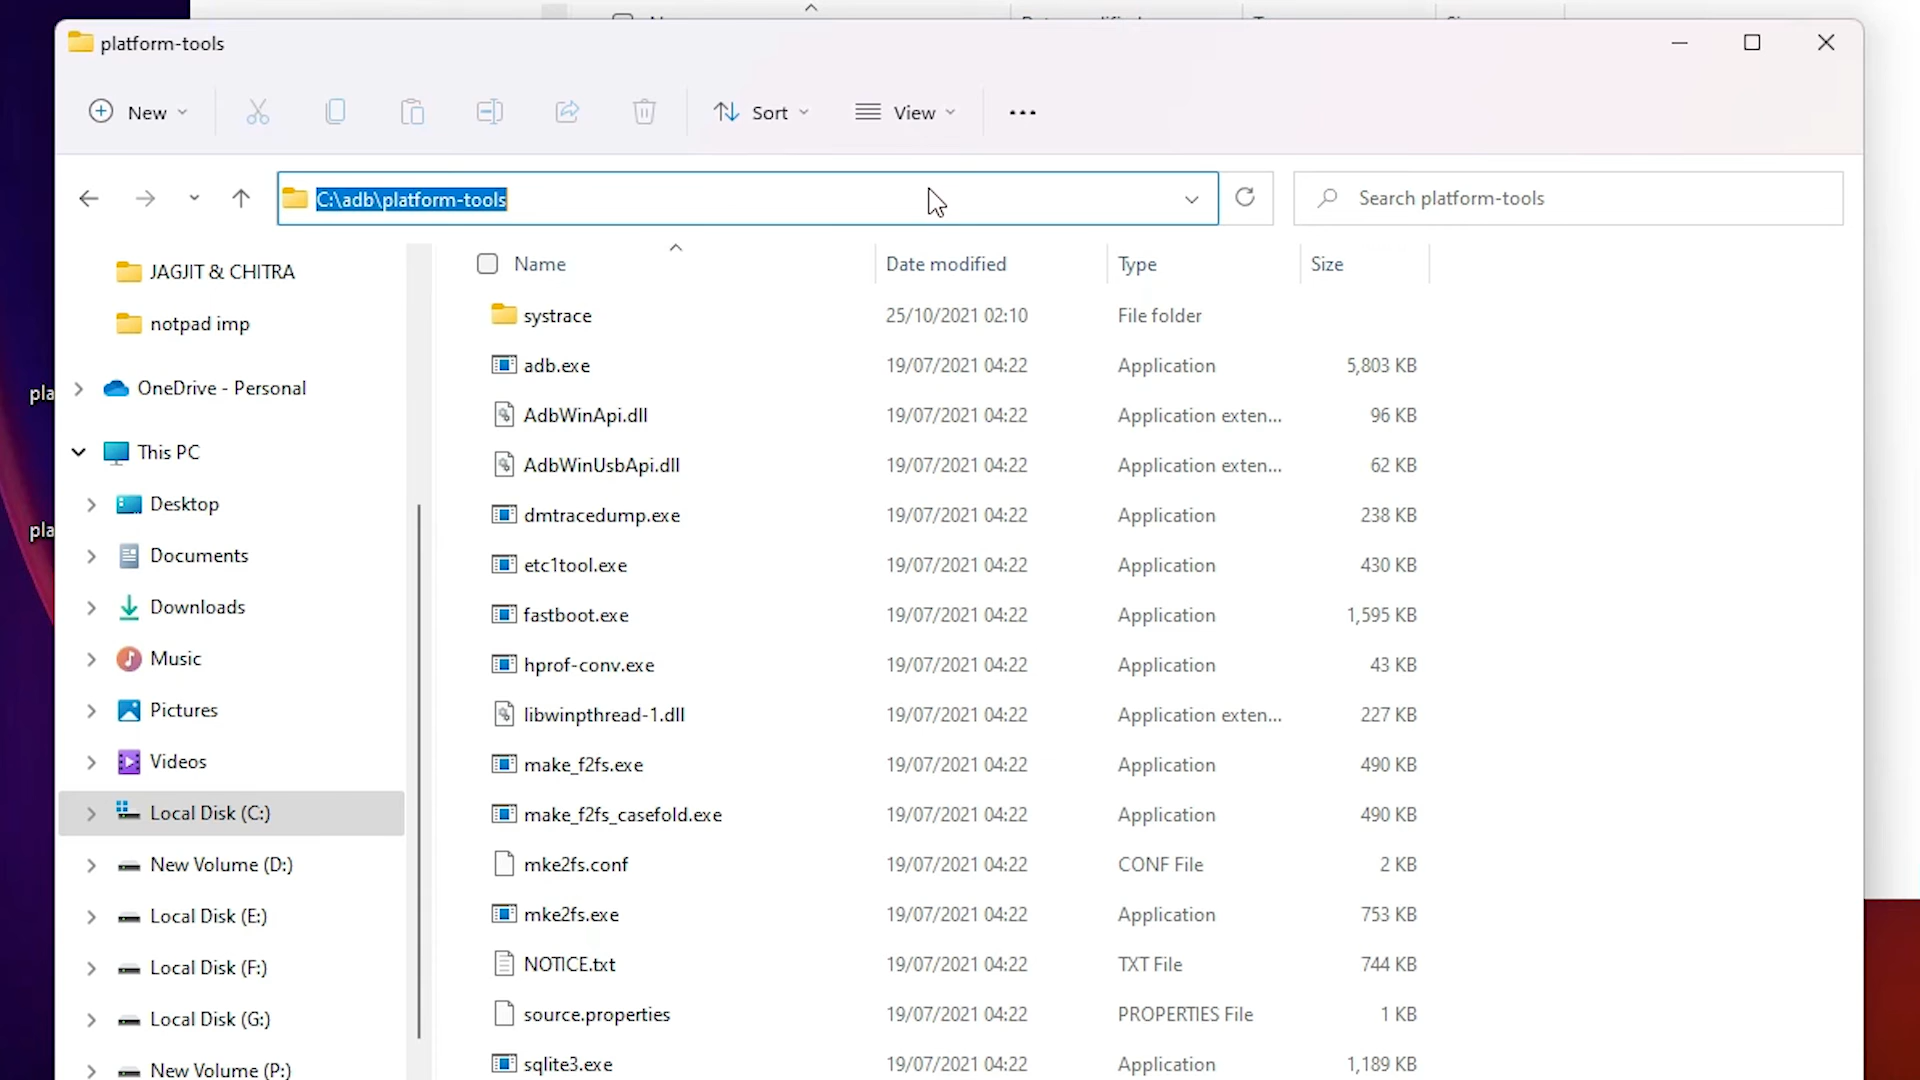 platform-tools
New
Sort
View
C:\adb\platform-tools
Search platform-tools
Name Date modified Type Size
JAGJIT & CHITRA
notpad imp
OneDrive - Personal
This PC
Desktop
Documents
Downloads
Music
Pictures
Videos
Local Disk (C:)
New Volume (D:)
Local Disk (E:)
Local Disk (F:)
Local Disk (G:)
New Volume (P:)
pla
pla
systrace 25/10/2021 02:10 File folder
adb.exe 19/07/2021 04:22 Application 5,803 KB
AdbWinApi.dll 19/07/2021 04:22 Application exten... 96 KB
AdbWinUsbApi.dll 19/07/2021 04:22 Application exten... 62 KB
dmtracedump.exe 19/07/2021 04:22 Application 238 KB
etc1tool.exe 19/07/2021 04:22 Application 430 KB
fastboot.exe 19/07/2021 04:22 Application 1,595 KB
hprof-conv.exe 19/07/2021 04:22 Application 43 KB
libwinpthread-1.dll 19/07/2021 04:22 Application exten... 227 KB
make_f2fs.exe 19/07/2021 04:22 Application 490 KB
make_f2fs_casefold.exe 19/07/2021 04:22 Application 490 KB
mke2fs.conf 19/07/2021 04:22 CONF File 2 KB
mke2fs.exe 19/07/2021 04:22 Application 753 KB
NOTICE.txt 19/07/2021 04:22 TXT File 744 KB
source.properties 19/07/2021 04:22 PROPERTIES File 1 KB
sqlite3.exe 19/07/2021 04:22 Application 1,189 KB